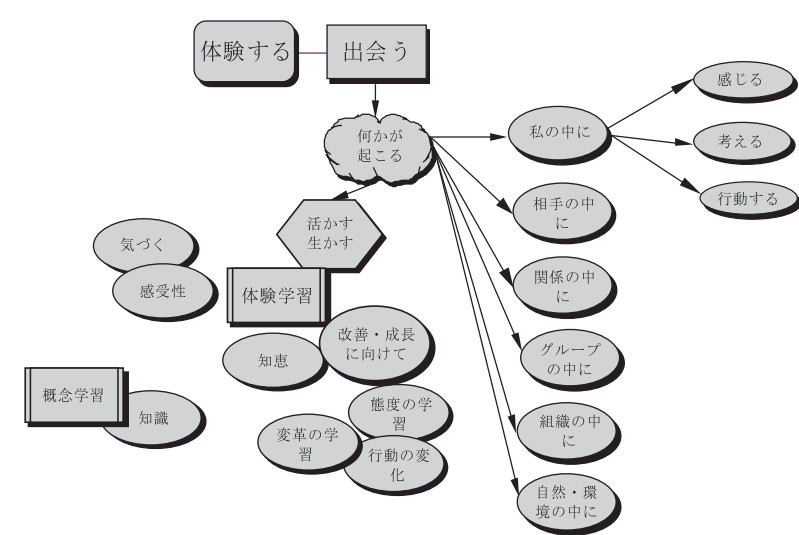 体験する
出会う
何かが
起こる
私の中に
感じる
考える
行動する
相手の中
に
活かす
生かす
気づく
感受性
体験学習
関係の中
に
改善・成長
に向けて
知恵
グループ
の中に
概念学習
知識
態度の学
習
変革の学
習
行動の変
化
組織の中
に
自然・環
境の中に